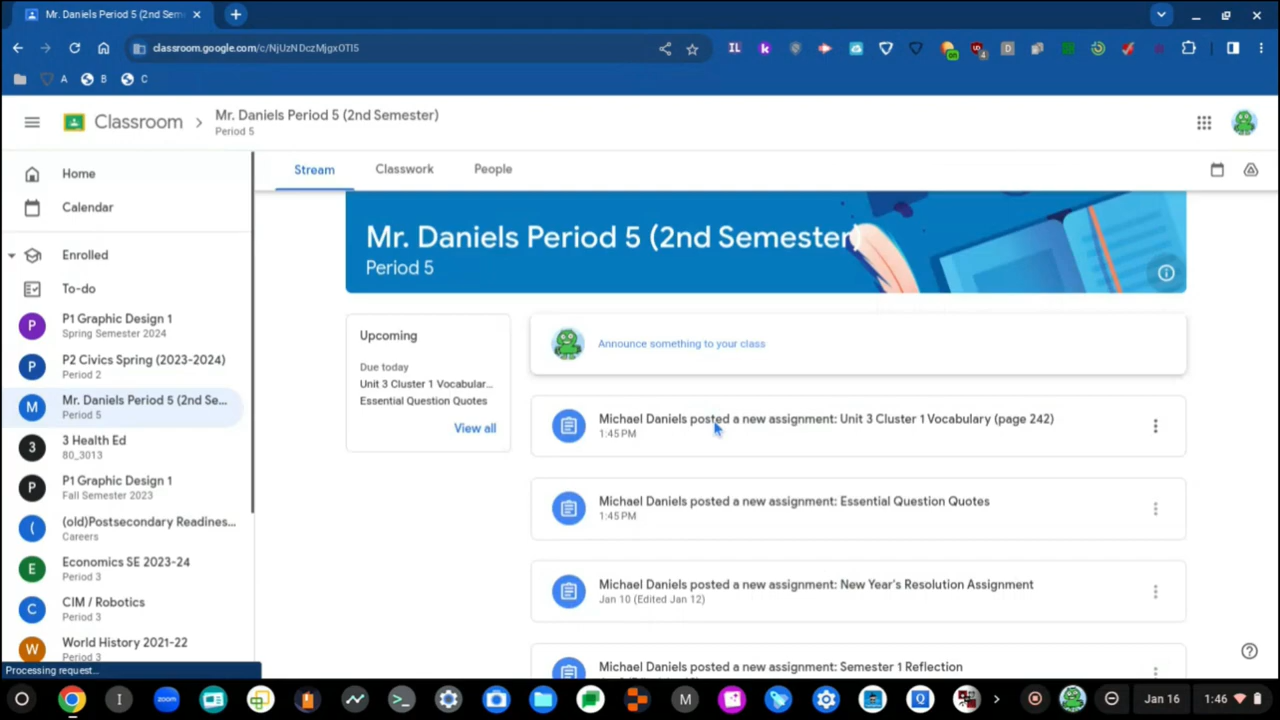 Mr. Daniels Period 5 (2nd Sem
classroom.google.com/c/NjUzNDczMjgxOTI5
A
B
C
Classroom
Mr. Daniels Period 5 (2nd Semester)
Period 5
Home
Calendar
Enrolled
To-do
P
P1 Graphic Design 1
Spring Semester 2024
P
P2 Civics Spring (2023-2024)
Period 2
M
Mr. Daniels Period 5 (2nd Se...
Period 5
3
3 Health Ed
80_3013
P
P1 Graphic Design 1
Fall Semester 2023
(
(old)Postsecondary Readines...
Careers
E
Economics SE 2023-24
Period 3
C
CIM / Robotics
Period 3
W
World History 2021-22
Period 3
Processing request...
Stream
Classwork
People
Mr. Daniels Period 5 (2nd Semester)
Period 5
Upcoming
Due today
Unit 3 Cluster 1 Vocabular...
Essential Question Quotes
View all
Announce something to your class
Michael Daniels posted a new assignment: Unit 3 Cluster 1 Vocabulary (page 242)
1:45 PM
Michael Daniels posted a new assignment: Essential Question Quotes
1:45 PM
Michael Daniels posted a new assignment: New Year's Resolution Assignment
Jan 10 (Edited Jan 12)
Michael Daniels posted a new assignment: Semester 1 Reflection
I
zoom
M
Q
Jan 16
1:46